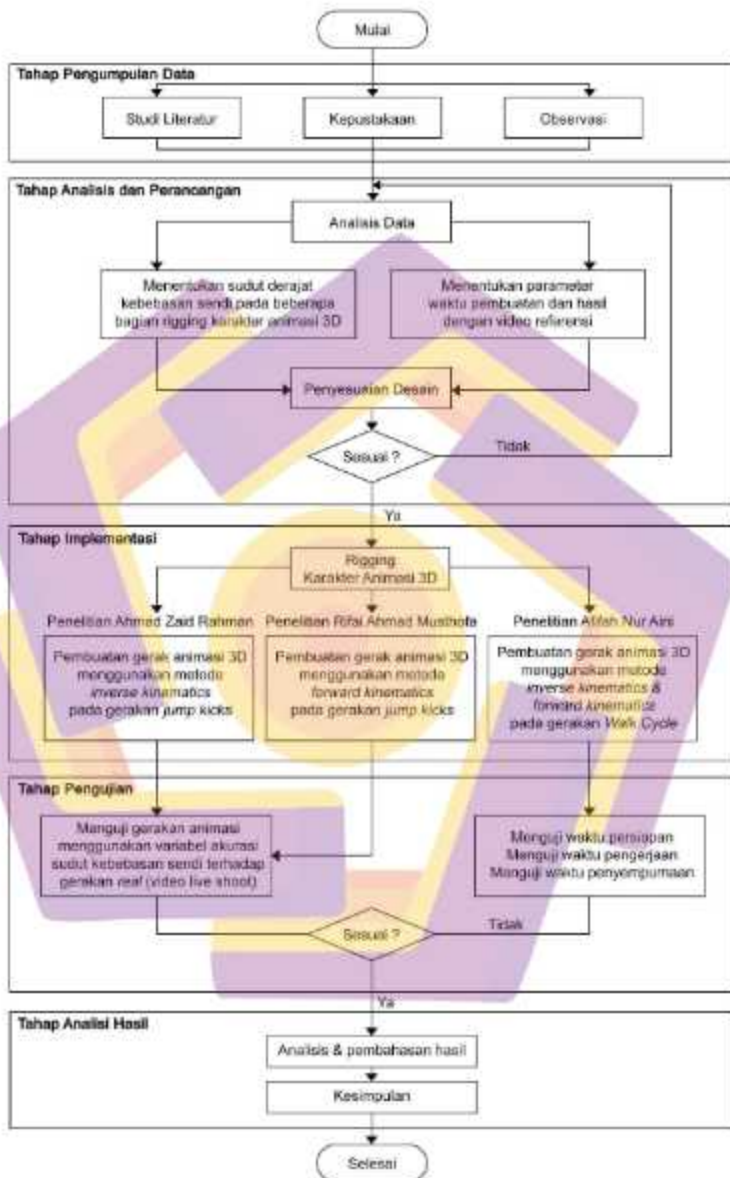 Mulai
Tahap Pengumpulan Data
Studi Literatur
Kepustakaan
Observasi
Tahap Analisis dan Perancangan
Analisis Data
Menentukan sudut derajat
kebebasan sendi pada beberapa
bagian rigging karakter animasi 3D
Menentukan parameter
waktu pembuatan dan hasil
dengan video referensi
Penyesuaian Desain
Sesuai ?
Tidak
Ya
Tahap Implementasi
Rigging
Karakter Animasi 3D
Penelitian Ahmad Zaid Rahman
Pembuatan gerak animasi 3D
menggunakan metode
inverse kinematics
pada gerakan jump kicks
Penelitian Rifai Ahmad Musthofa
Pembuatan gerak animasi 3D
menggunakan metode
forward kinematics
pada gerakan jump kicks
Penelitian Afifah Nur Aini
Pembuatan gerak animasi 3D
menggunakan metode
inverse kinematics &
forward kinematics
pada gerakan Walk Cycle
Tahap Pengujian
Menguji gerakan animasi
menggunakan variabel akurasi
sudut kebebasan sendi terhadap
gerakan real (video live shoot)
Menguji waktu persiapan
Menguji waktu pengerjaan
Menguji waktu penyempurnaan
Sesuai ?
Tidak
Ya
Tahap Analisi Hasil
Analisis & pembahasan hasil
Kesimpulan
Selesai